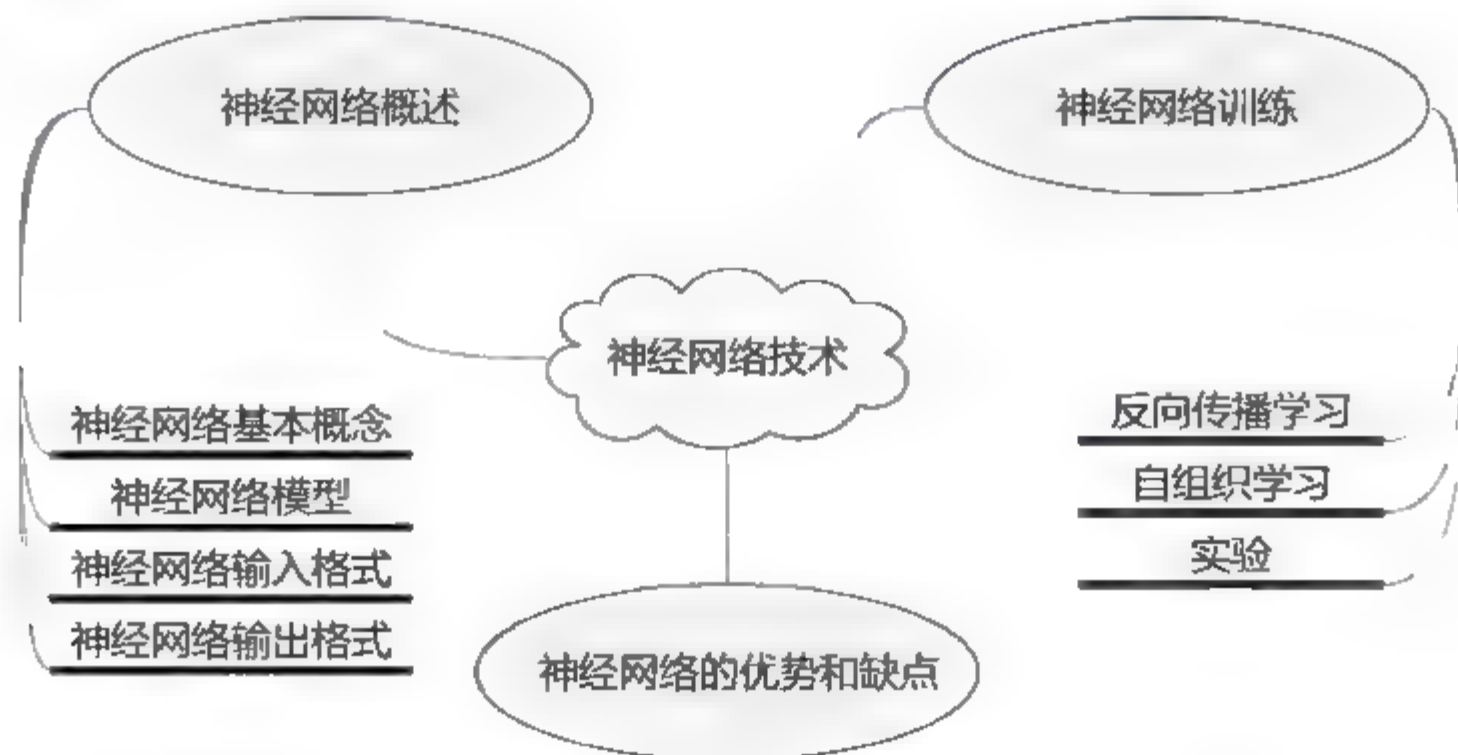 神经网络概述
神经网络训练
神经网络技术
神经网络基本概念
神经网络模型
神经网络输入格式
神经网络输出格式
反向传播学习
自组织学习
实验
神经网络的优势和缺点